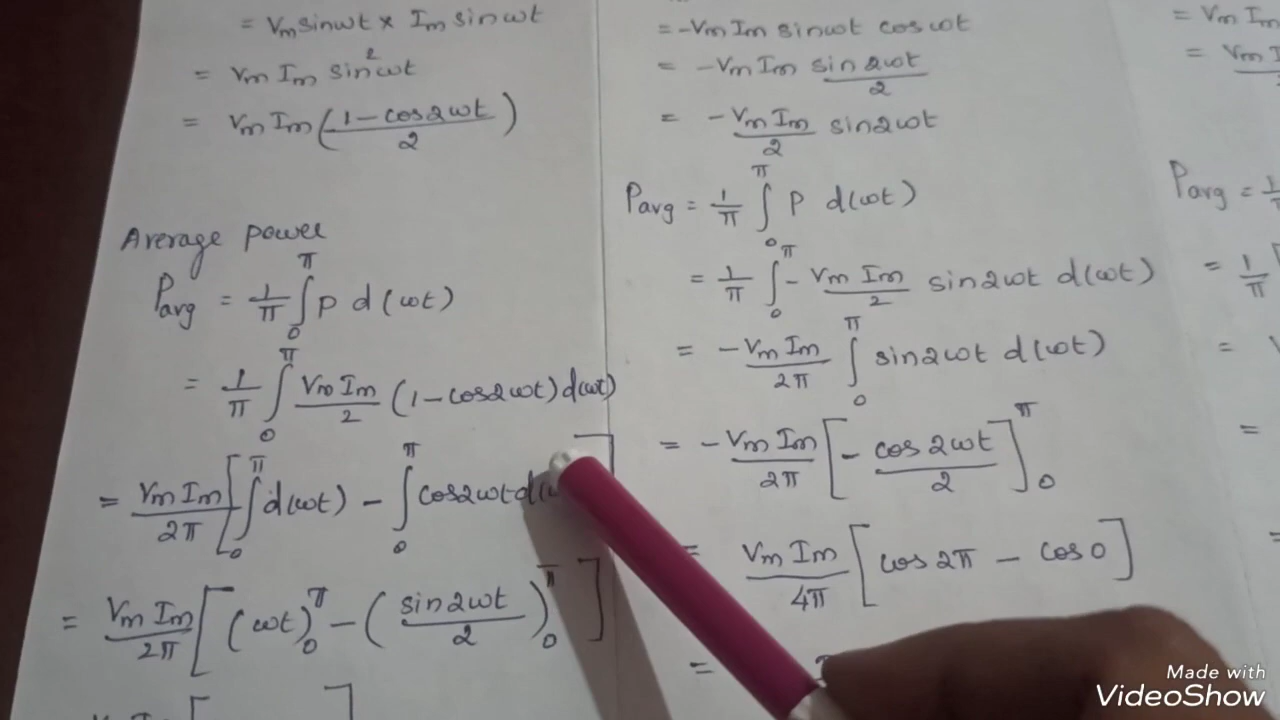 = Vm sinωt × Im sinωt
= Vm Im sin²ωt
= Vm Im (1 - cos2ωt / 2)
Average power
Pavg = 1/π ∫₀^π p d(ωt)
= 1/π ∫₀^π Vm Im / 2 (1 - cos2ωt) d(ωt)
= Vm Im / 2π [∫₀^π d(ωt) - ∫₀^π cos2ωt d(
= Vm Im / 2π [(ωt)₀^π - (sin2ωt / 2)₀^π]
= -Vm Im sinωt cosωt
= -Vm Im sin2ωt / 2
= -Vm Im / 2 sin2ωt
Pavg = 1/π ∫₀^π P d(ωt)
= 1/π ∫₀^π -Vm Im / 2 sin2ωt d(ωt)
= -Vm Im / 2π ∫₀^π sin2ωt d(ωt)
= -Vm Im / 2π [-cos2ωt / 2]₀^π
= Vm Im / 4π [cos2π - cos0]
=
= Vm Im
= Vm
Pavg = 1
= 1/π
=
=
Made with
VideoShow